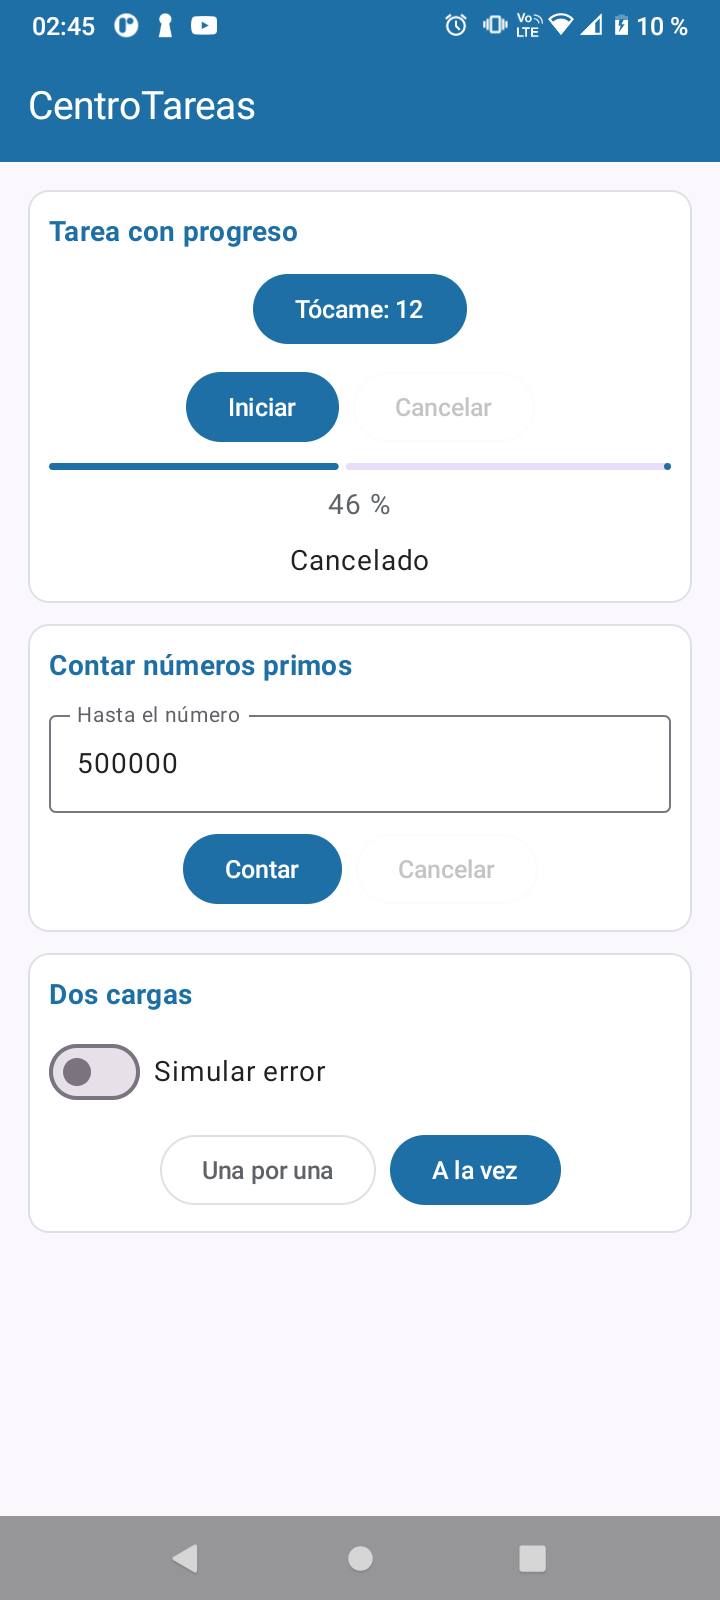 02:45 Vo LTE 10 %
CentroTareas
Tarea con progreso
Tócame: 12
Iniciar Cancelar
46 %
Cancelado
Contar números primos
Hasta el número
500000
Contar Cancelar
Dos cargas
Simular error
Una por una A la vez